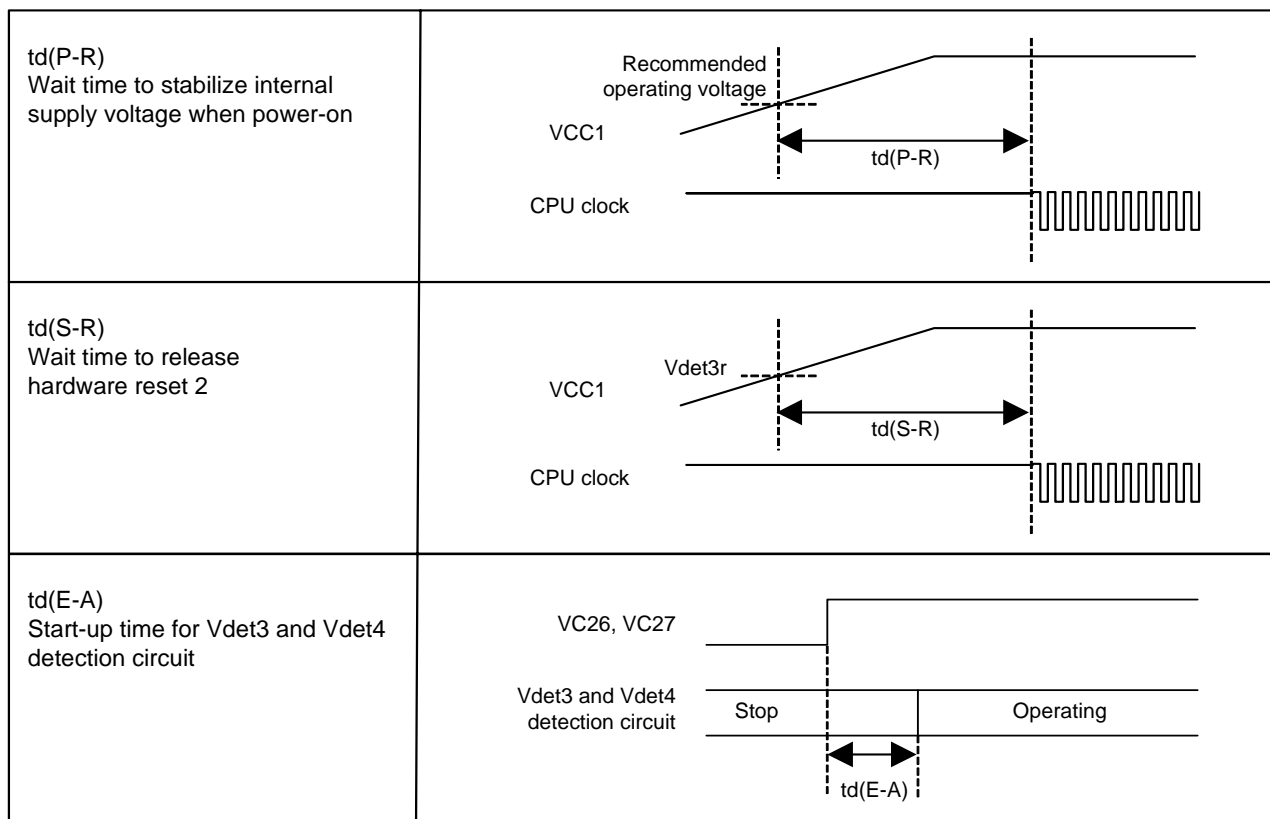 td(P-R)
Wait time to stabilize internal
supply voltage when power-on
Recommended
operating voltage
VCC1
td(P-R)
CPU clock
td(S-R)
Wait time to release
hardware reset 2
Vdet3r
VCC1
td(S-R)
CPU clock
td(E-A)
Start-up time for Vdet3 and Vdet4
detection circuit
VC26, VC27
Vdet3 and Vdet4
detection circuit
Stop
Operating
td(E-A)